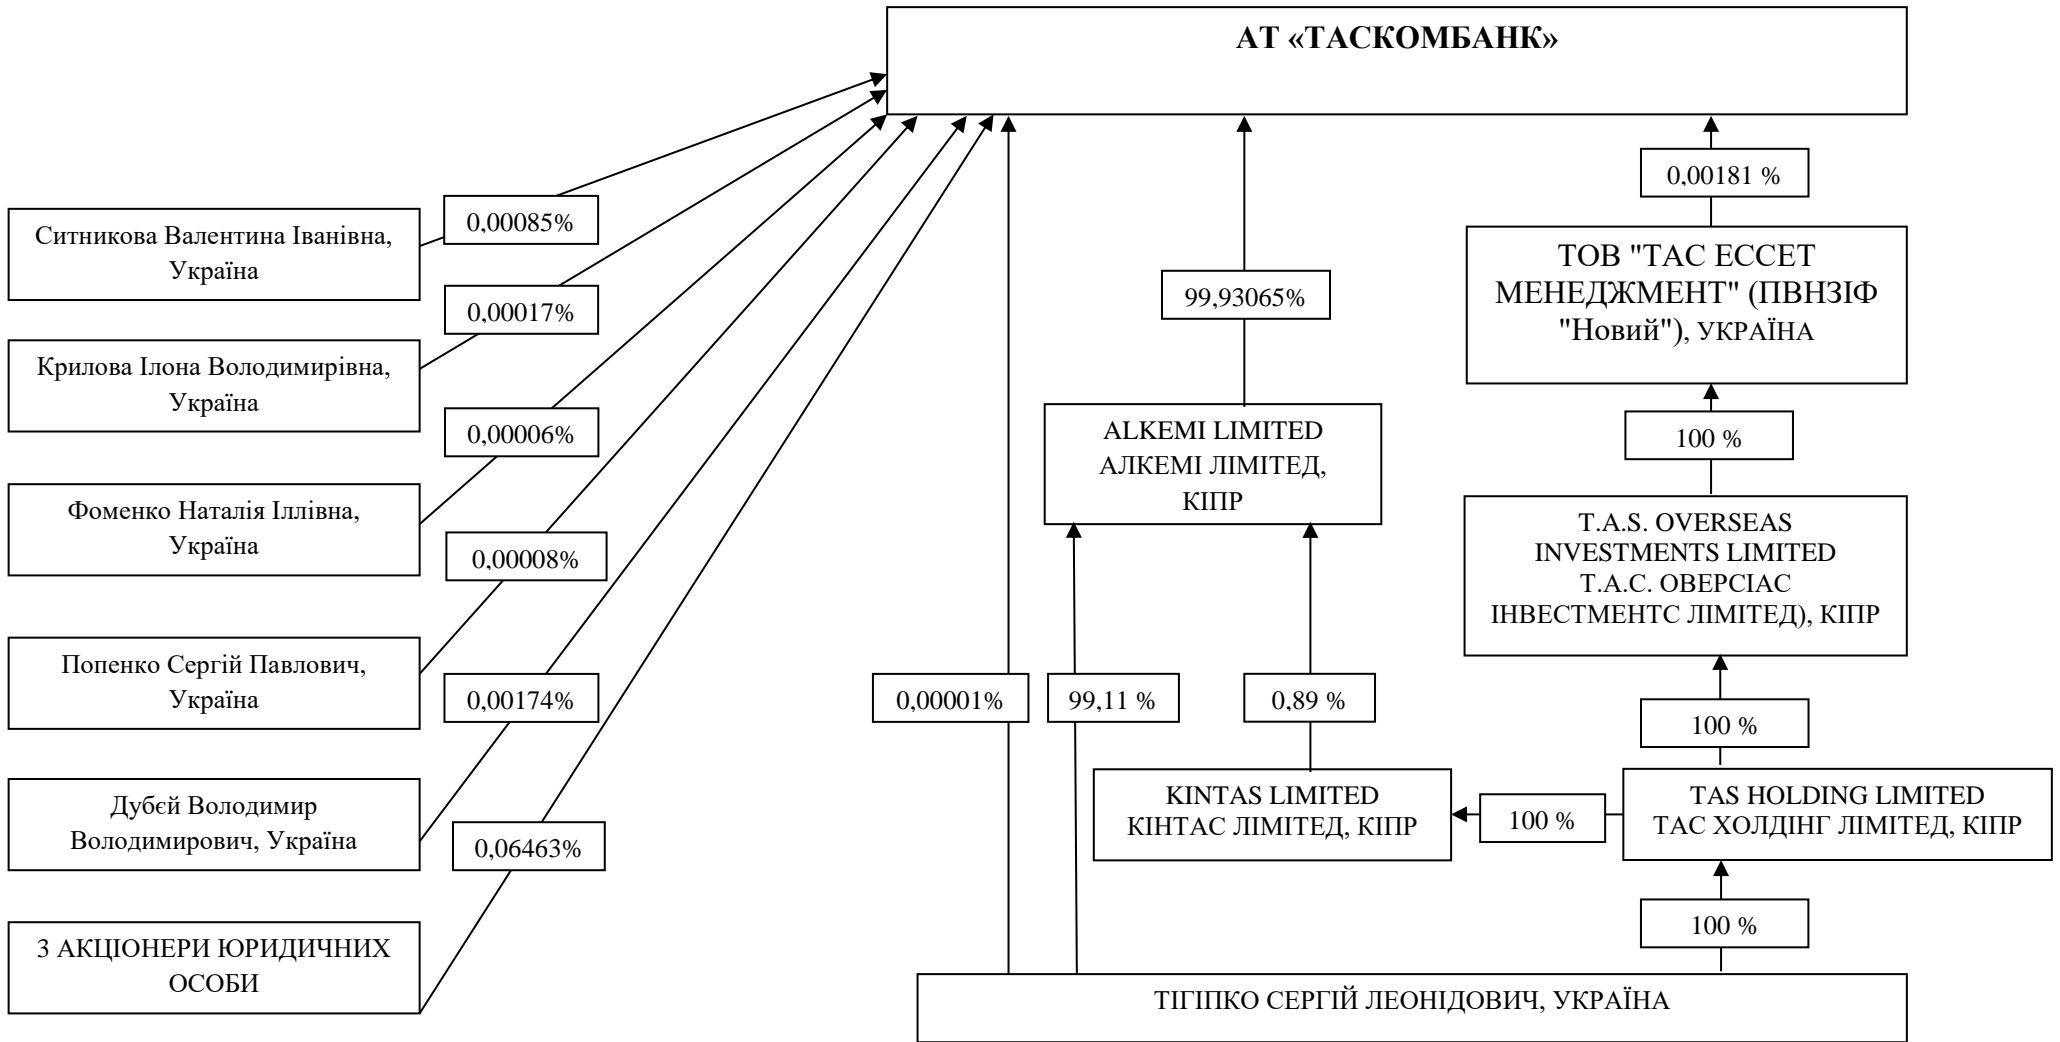 АТ «ТАСКОМБАНК»
0,00181 %
Ситникова Валентина Іванівна,
Україна
0,00085%
ТОВ "ТАС ЕССЕТ
МЕНЕДЖМЕНТ" (ПВНЗІФ
"Новий"), УКРАЇНА
99,93065%
0,00017%
Крилова Ілона Володимирівна,
Україна
0,00006%
ALKEMI LIMITED
АЛКЕМІ ЛІМІТЕД,
КІПР
100 %
Фоменко Наталія Іллівна,
Україна
0,00008%
T.A.S. OVERSEAS
INVESTMENTS LIMITED
Т.А.С. ОВЕРСІАС
ІНВЕСТМЕНТС ЛІМІТЕД), КІПР
Попенко Сергій Павлович,
Україна
0,00174%
0,00001%
99,11 %
0,89 %
100 %
Дубєй Володимир
Володимирович, Україна
0,06463%
KINTAS LIMITED
КІНТАС ЛІМІТЕД, КІПР
100 %
TAS HOLDING LIMITED
ТАС ХОЛДІНГ ЛІМІТЕД, КІПР
100 %
3 АКЦІОНЕРИ ЮРИДИЧНИХ
ОСОБИ
ТІГІПКО СЕРГІЙ ЛЕОНІДОВИЧ, УКРАЇНА